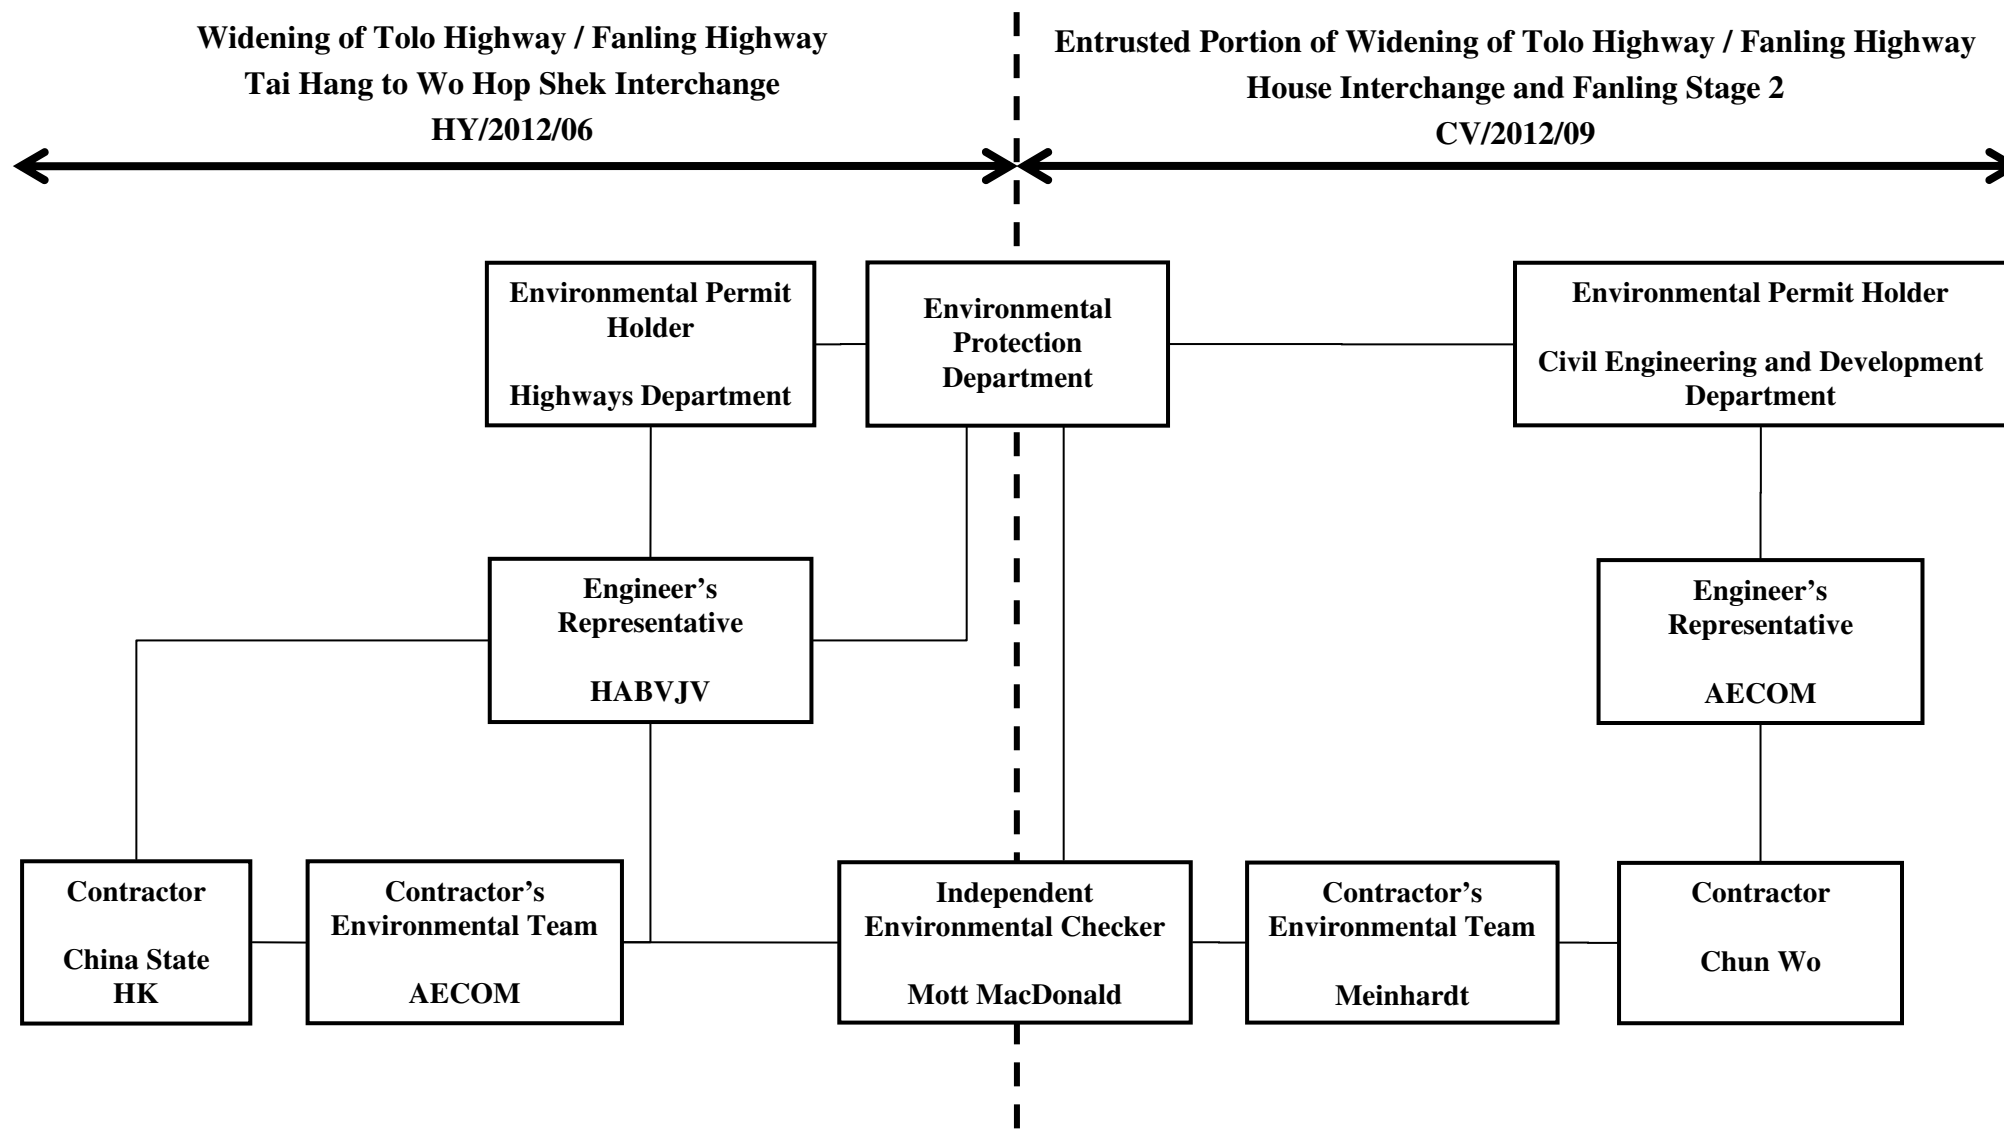 Widening of Tolo Highway / Fanling Highway
Tai Hang to Wo Hop Shek Interchange
HY/2012/06
Entrusted Portion of Widening of Tolo Highway / Fanling Highway
House Interchange and Fanling Stage 2
CV/2012/09
Environmental Permit
Holder
Highways Department
Environmental
Protection
Department
Environmental Permit Holder
Civil Engineering and Development
Department
Engineer’s
Representative
HABVJV
Engineer’s
Representative
AECOM
Contractor
China State
HK
Contractor’s
Environmental Team
AECOM
Independent
Environmental Checker
Mott MacDonald
Contractor’s
Environmental Team
Meinhardt
Contractor
Chun Wo